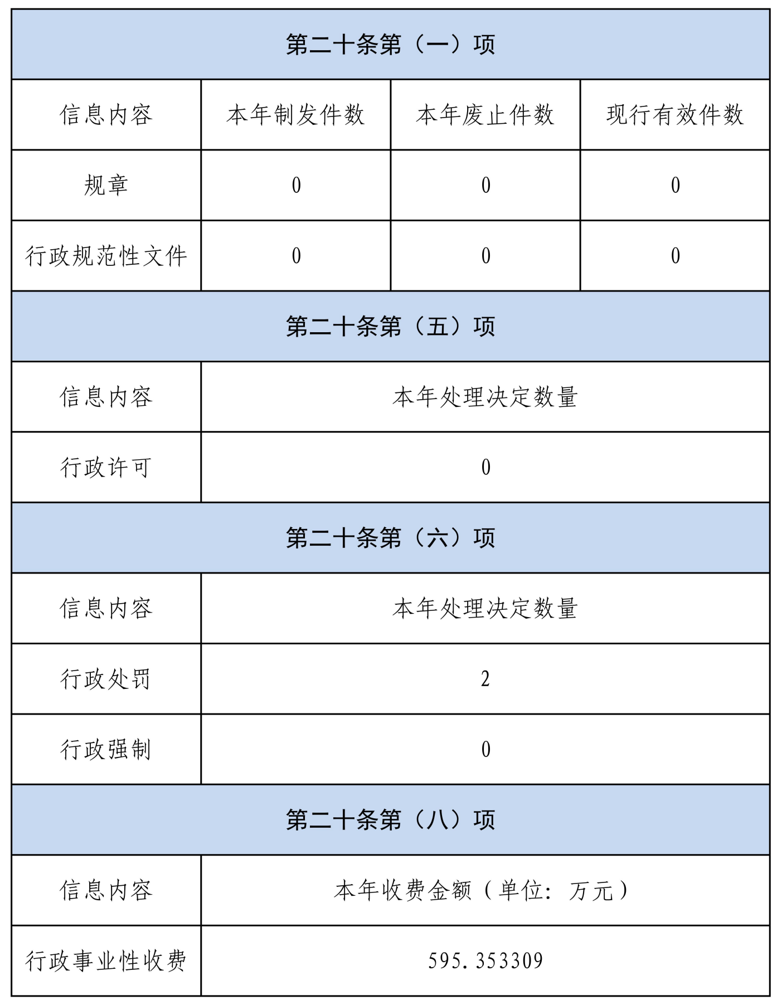 第二十条第（一）项
信息内容 本年制发件数 本年废止件数 现行有效件数
规章 0 0 0
行政规范性文件 0 0 0
第二十条第（五）项
信息内容 本年处理决定数量
行政许可 0
第二十条第（六）项
信息内容 本年处理决定数量
行政处罚 2
行政强制 0
第二十条第（八）项
信息内容 本年收费金额（单位：万元）
行政事业性收费 595.353309